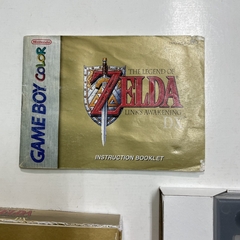 Nintendo
GAME BOY COLOR
THE LEGEND OF
ZELDA
LINK'S AWAKENING
INSTRUCTION BOOKLET